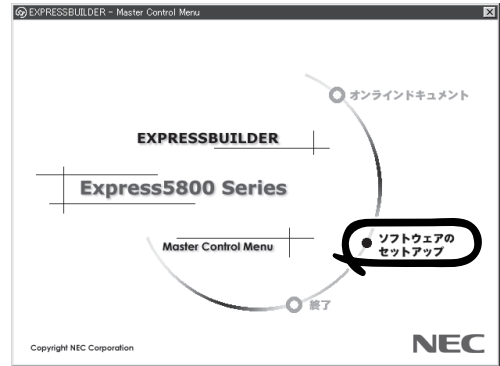 EXPRESSBUILDER - Master Control Menu
オンラインドキュメント
EXPRESSBUILDER
Express5800 Series
ソフトウェアの
セットアップ
Master Control Menu
終了
Copyright NEC Corporation
NEC